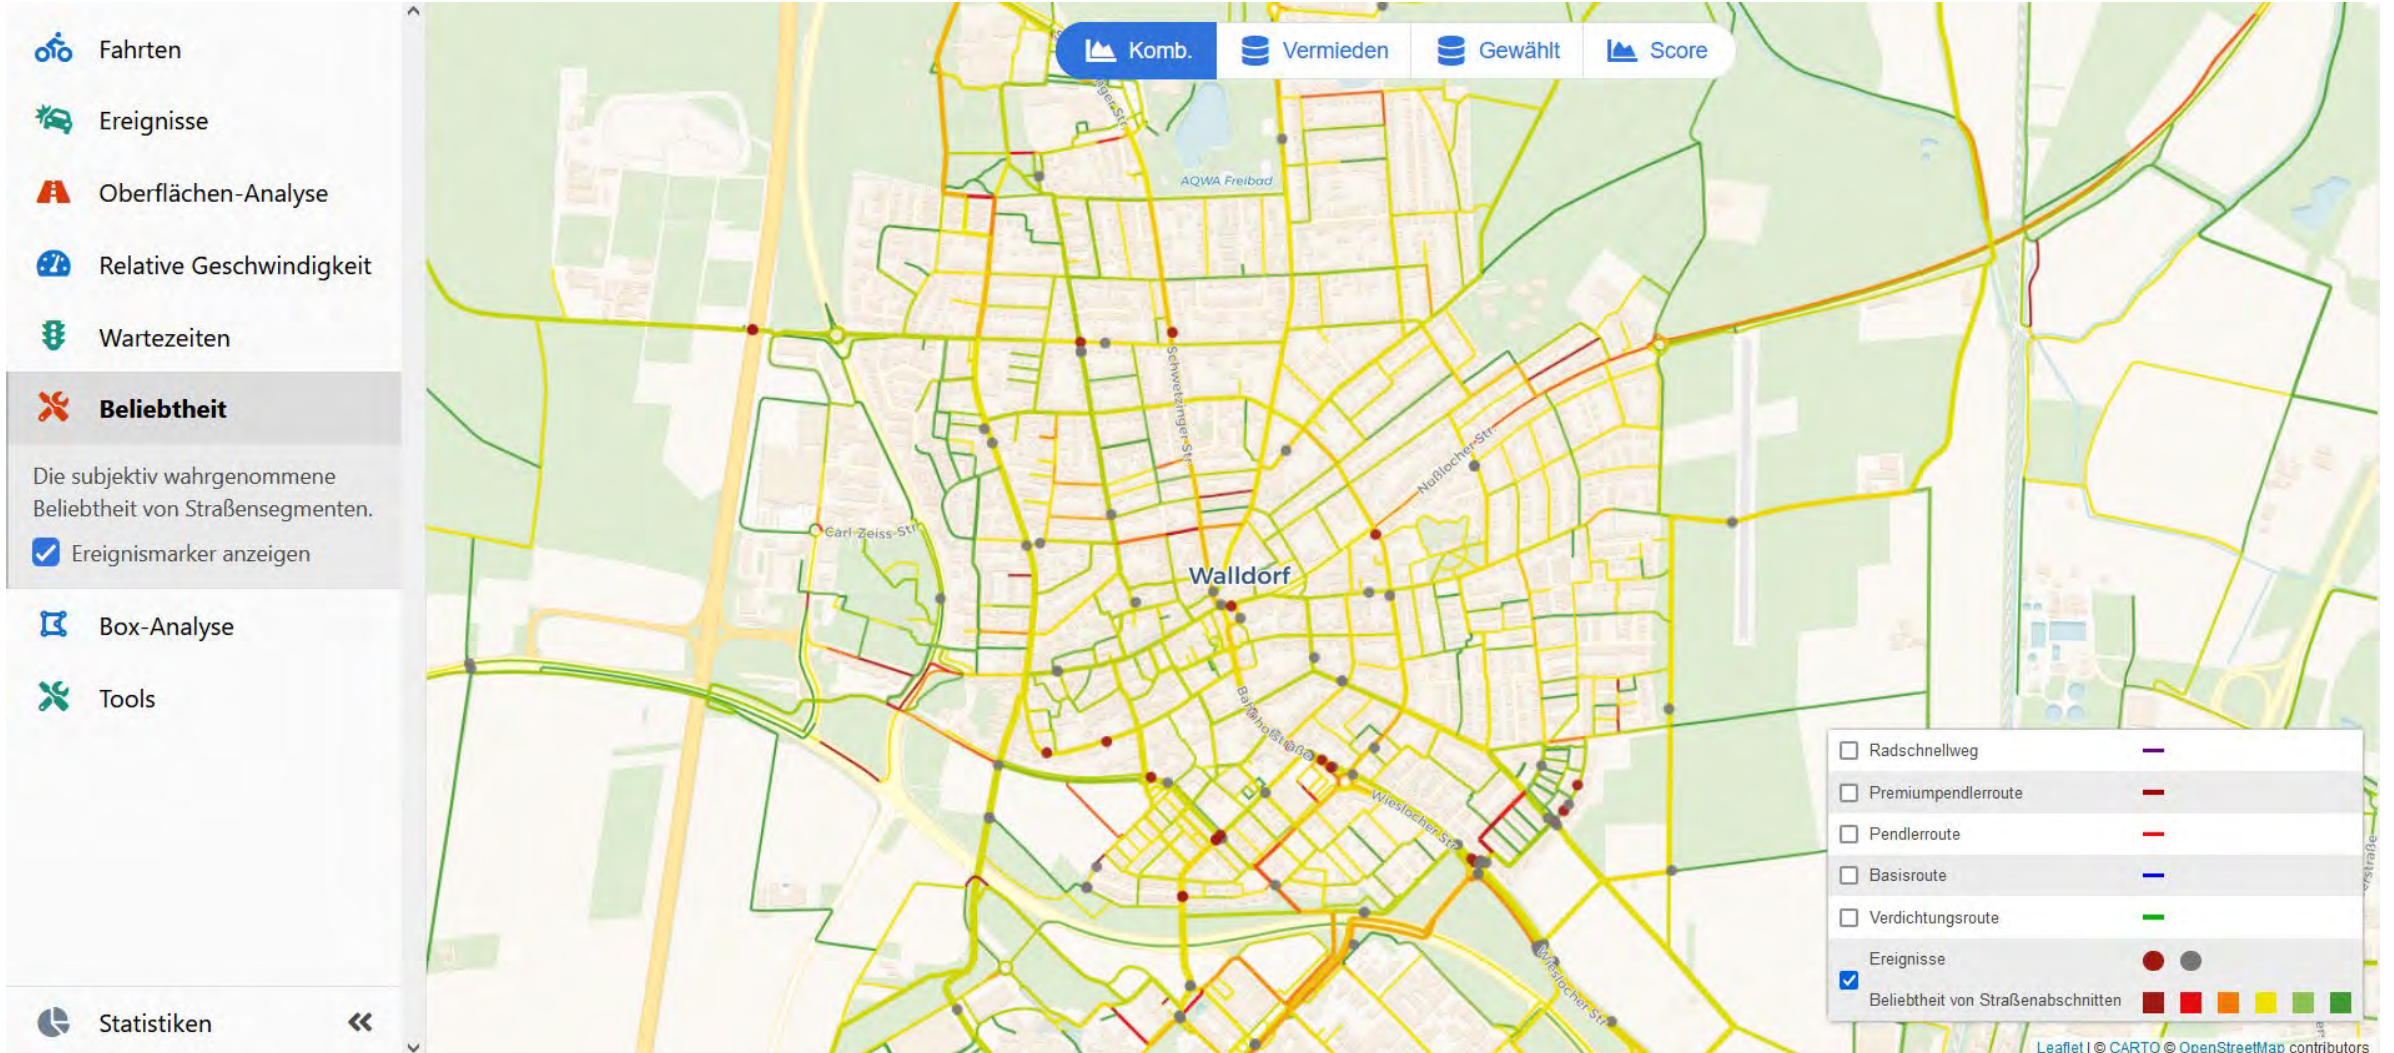 Fahrten
Ereignisse
Oberflächen-Analyse
Relative Geschwindigkeit
Wartezeiten
Beliebtheit
Die subjektiv wahrgenommene
Beliebtheit von Straßensegmenten.
Ereignismarker anzeigen
Box-Analyse
Tools
Statistiken
Komb.
Vermieden
Gewählt
Score
AQWA Freibad
Schwetzinger Str.
Nußlocher Str.
Carl-Zeiss-Str.
Walldorf
Bahnhofstraße
Wieslocher Str.
Wieslocher Str.
Radschnellweg
Premiumpendlerroute
Pendlerroute
Basisroute
Verdichtungsroute
Ereignisse
Beliebtheit von Straßenabschnitten
Leaflet | © CARTO © OpenStreetMap contributors